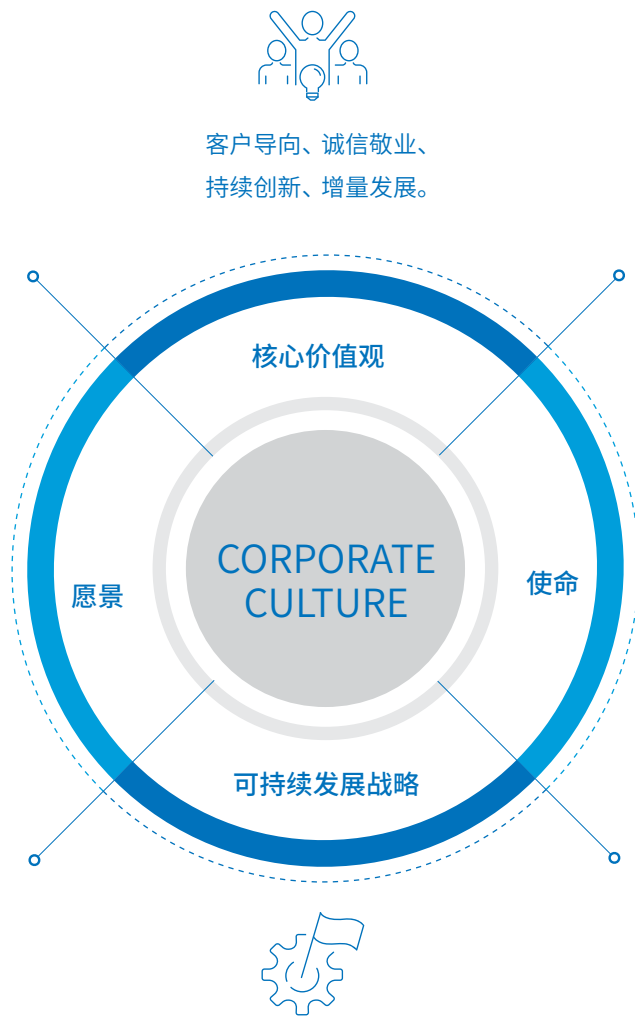 客户导向、诚信敬业、
持续创新、增量发展。
核心价值观
CORPORATE
CULTURE
愿景
使命
可持续发展战略